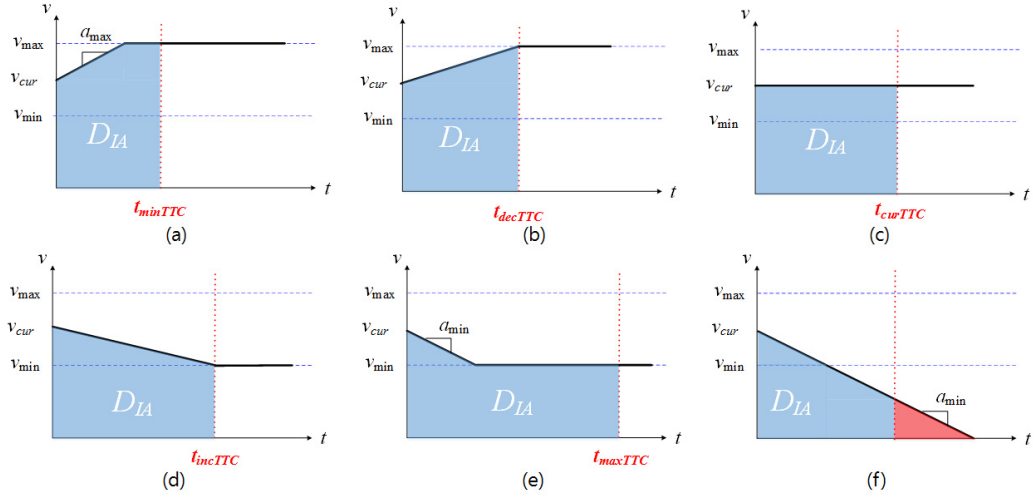 v
v_max
a_max
v_cur
v_min
D_IA
t
t_minTTC
(a)
v
v_max
v_cur
v_min
D_IA
t
t_decTTC
(b)
v
v_max
v_cur
v_min
D_IA
t
t_curTTC
(c)
v
v_max
v_cur
v_min
D_IA
t
t_incTTC
(d)
v
v_max
v_cur
a_min
v_min
D_IA
t
t_maxTTC
(e)
v
v_max
v_cur
v_min
D_IA
a_min
t
(f)